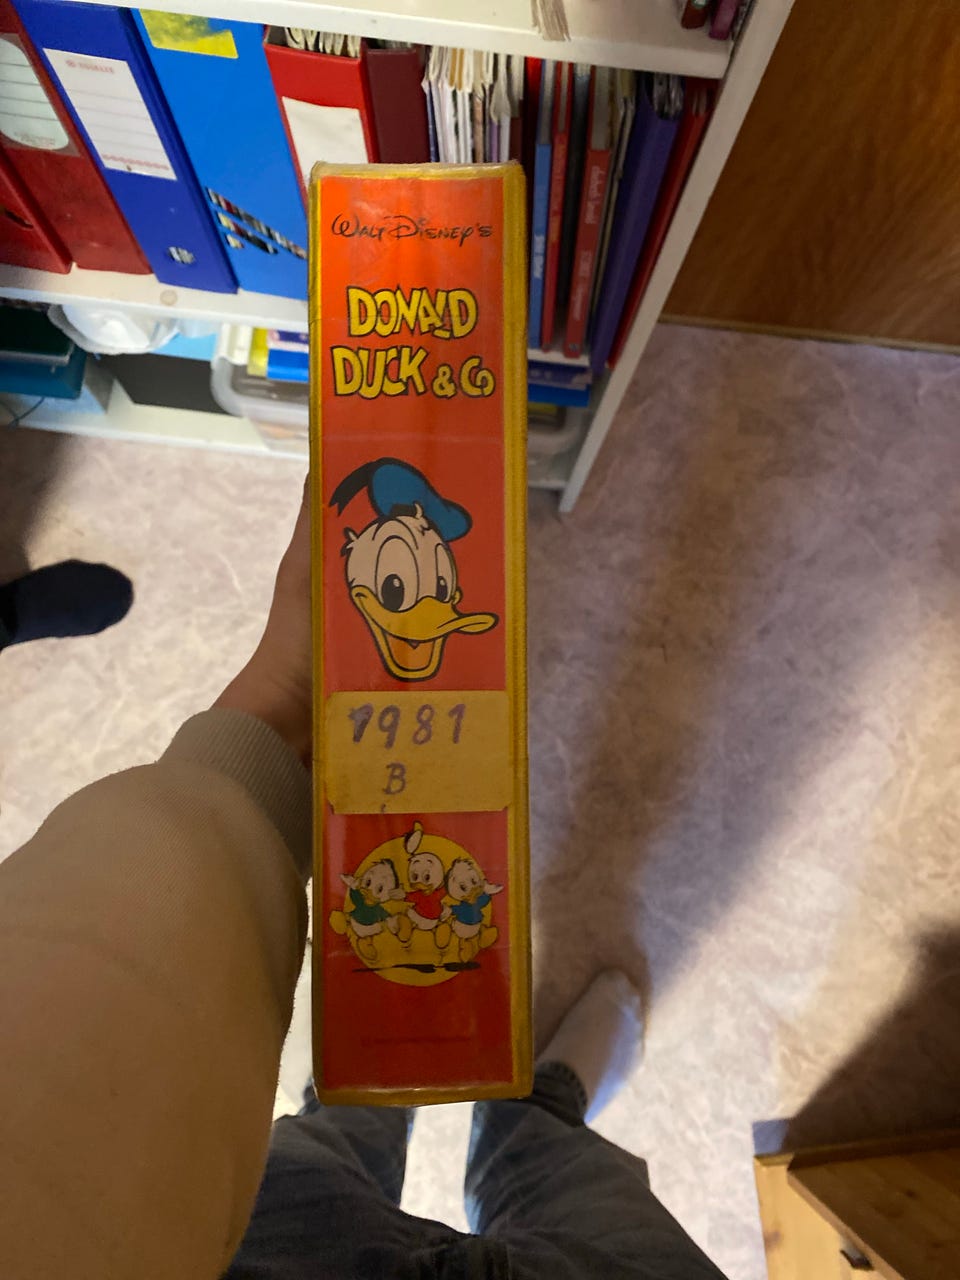 WALT DISNEY'S
DONALD
DUCK & Co
1981
B